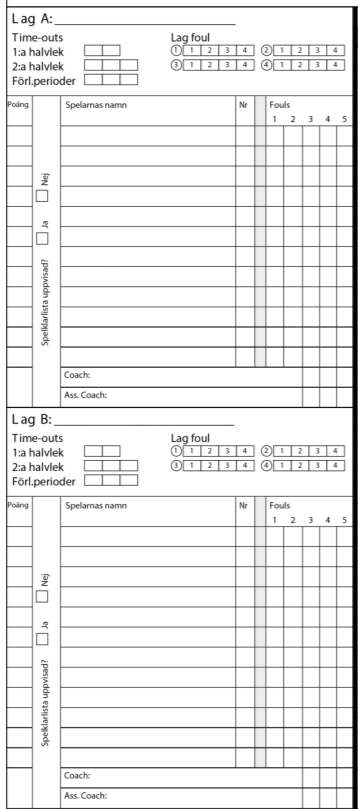 Lag A:
Time-outs Lag foul
1:a halvlek 1 1 2 3 4 2 1 2 3 4
2:a halvlek 3 1 2 3 4 4 1 2 3 4
Förl.perioder
Poäng Spelarnas namn Nr Fouls
1 2 3 4 5
Spelklarlista uppvisad? Ja Nej
Coach:
Ass. Coach:
Lag B:
Time-outs Lag foul
1:a halvlek 1 1 2 3 4 2 1 2 3 4
2:a halvlek 3 1 2 3 4 4 1 2 3 4
Förl.perioder
Poäng Spelarnas namn Nr Fouls
1 2 3 4 5
Spelklarlista uppvisad? Ja Nej
Coach:
Ass. Coach: